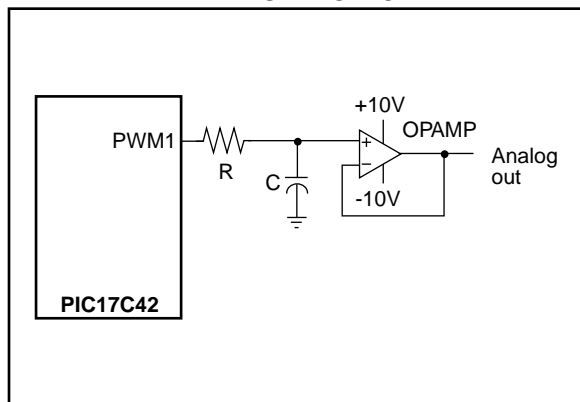 +10V
OPAMP
PWM1
+
−
R
C
-10V
Analog
out
PIC17C42